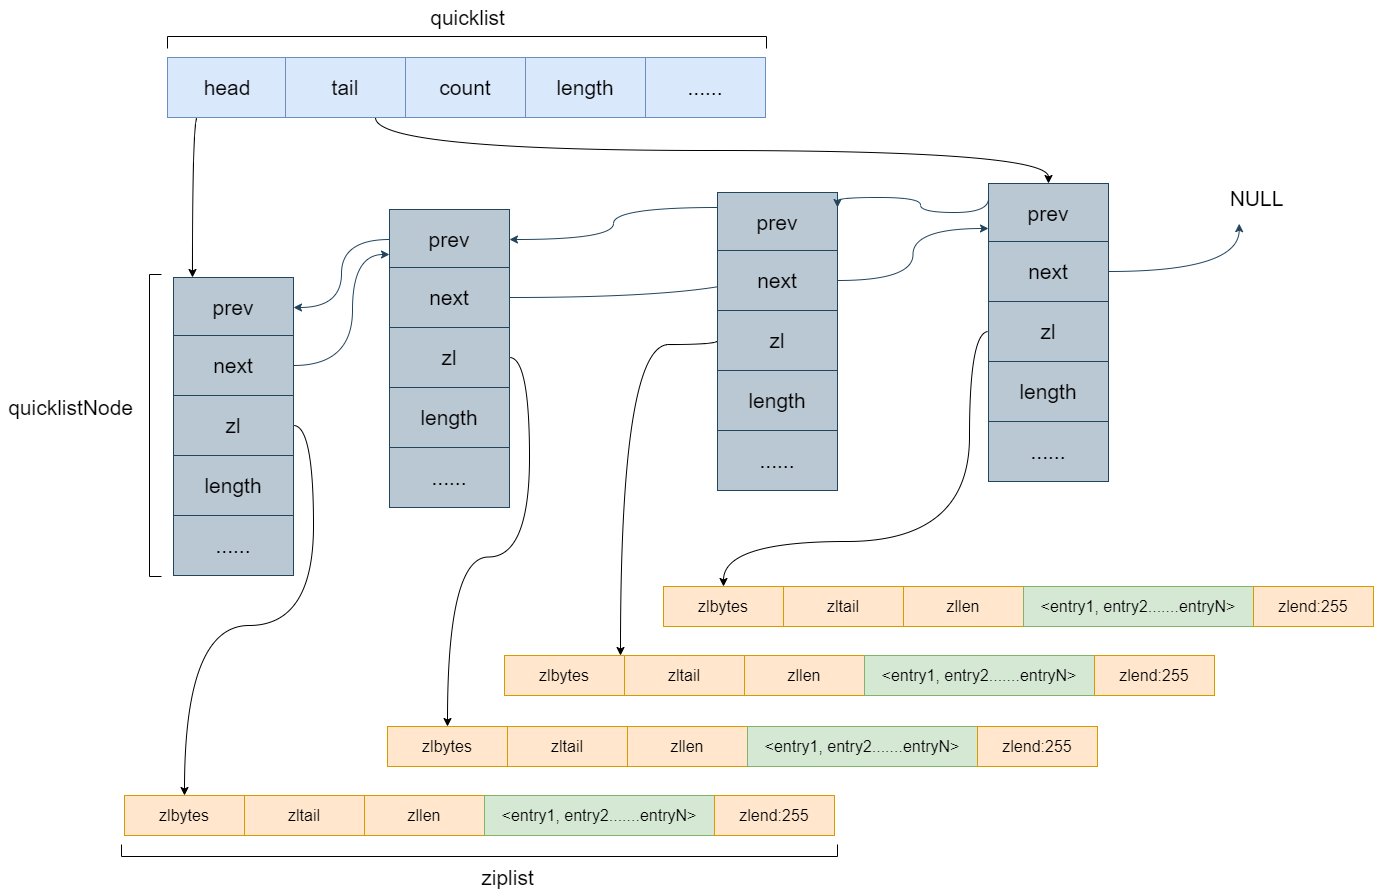 quicklist
head tail count length ......
NULL
quicklistNode
prev
next
zl
length
......
prev
next
zl
length
......
prev
next
zl
length
......
prev
next
zl
length
......
zlbytes zltail zllen <entry1, entry2.......entryN> zlend:255
zlbytes zltail zllen <entry1, entry2.......entryN> zlend:255
zlbytes zltail zllen <entry1, entry2.......entryN> zlend:255
zlbytes zltail zllen <entry1, entry2.......entryN> zlend:255
ziplist